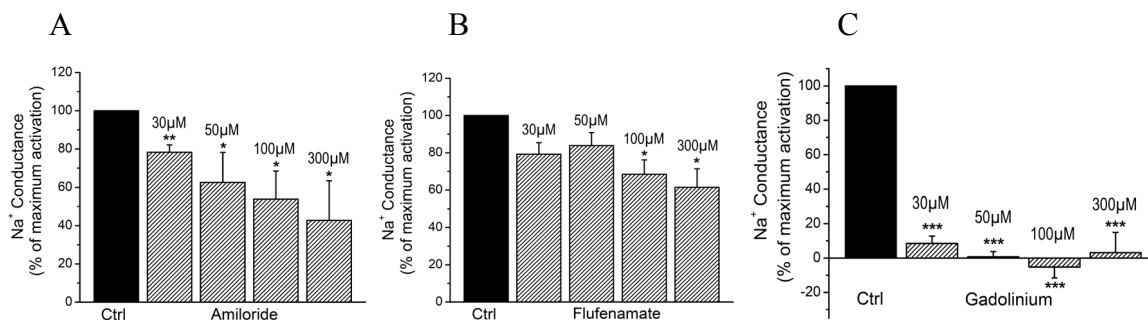 A
Na⁺ Conductance
(% of maximum activation)
120
100
80
60
40
20
0
30µM
**
50µM
*
100µM
*
300µM
*
Ctrl Amiloride
B
Na⁺ Conductance
(% of maximum activation)
120
100
80
60
40
20
0
30µM
50µM
100µM
*
300µM
*
Ctrl Flufenamate
C
Na⁺ Conductance
(% of maximum activation)
100
80
60
40
20
0
-20
30µM
***
50µM
***
100µM
***
300µM
***
Ctrl Gadolinium